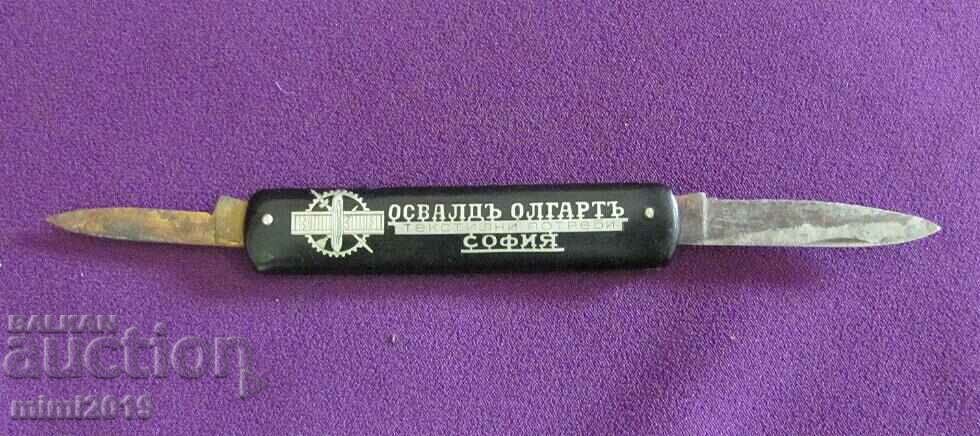 ОСВАЛДЪ ОЛГАРТЪ
ТЕКСТИЛНИ ПОТРЕБИ
СОФИЯ
BALKAN
auction
mimi2019